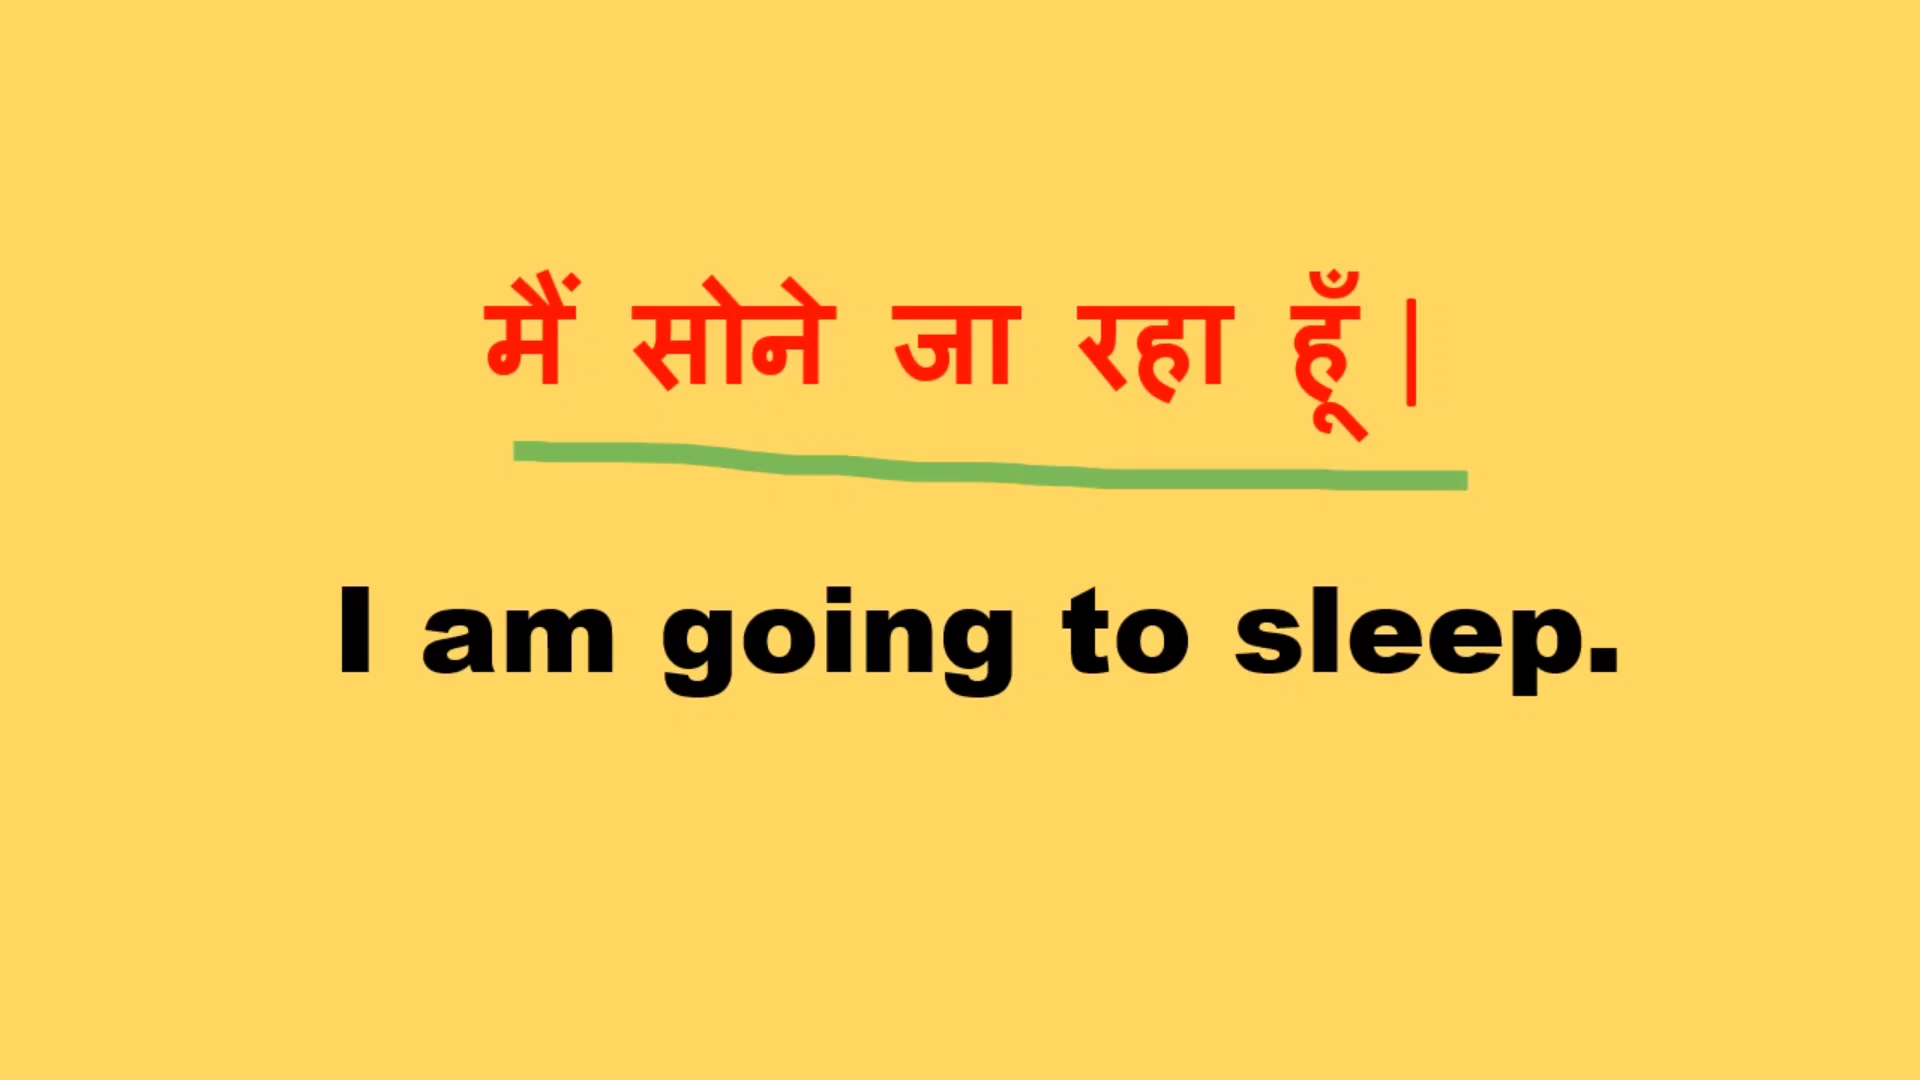 मैं सोने जा रहा हूँ |
I am going to sleep.